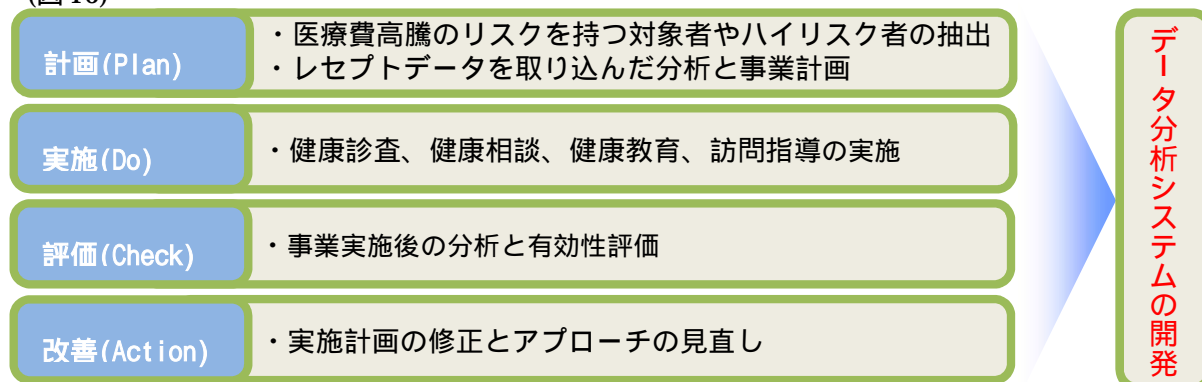 計画(Plan)
・医療費高騰のリスクを持つ対象者やハイリスク者の抽出
・レセプトデータを取り込んだ分析と事業計画
実施(Do)
・健康診査、健康相談、健康教育、訪問指導の実施
評価(Check)
・事業実施後の分析と有効性評価
改善(Action)
・実施計画の修正とアプローチの見直し
データ分析システムの開発